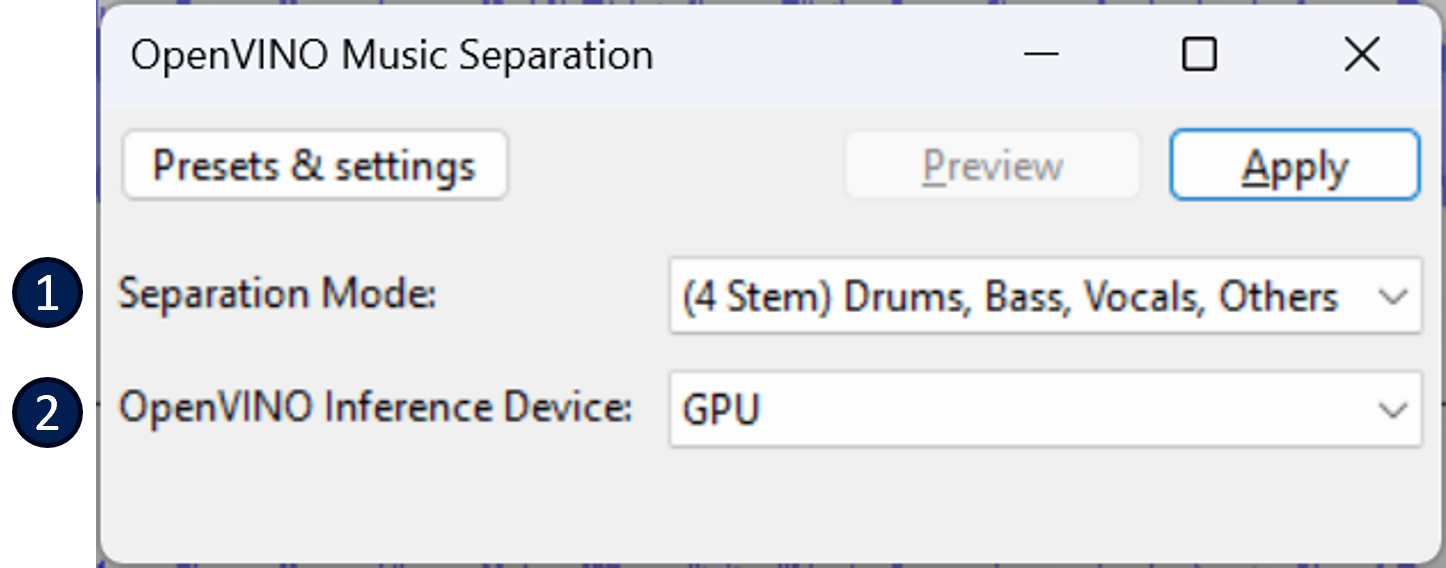 OpenVINO Music Separation
Presets & settings Preview Apply
1 Separation Mode: (4 Stem) Drums, Bass, Vocals, Others
2 OpenVINO Inference Device: GPU